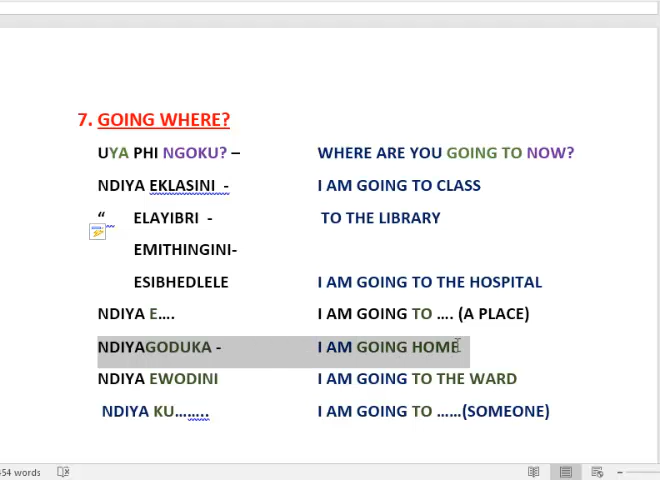 7. GOING WHERE?
UYA PHI NGOKU? – WHERE ARE YOU GOING TO NOW?
NDIYA EKLASINI - I AM GOING TO CLASS
“ ELAYIBRI - TO THE LIBRARY
EMITHINGINI-
ESIBHEDLELE I AM GOING TO THE HOSPITAL
NDIYA E.... I AM GOING TO .... (A PLACE)
NDIYAGODUKA - I AM GOING HOME
NDIYA EWODINI I AM GOING TO THE WARD
NDIYA KU........ I AM GOING TO ......(SOMEONE)
454 words